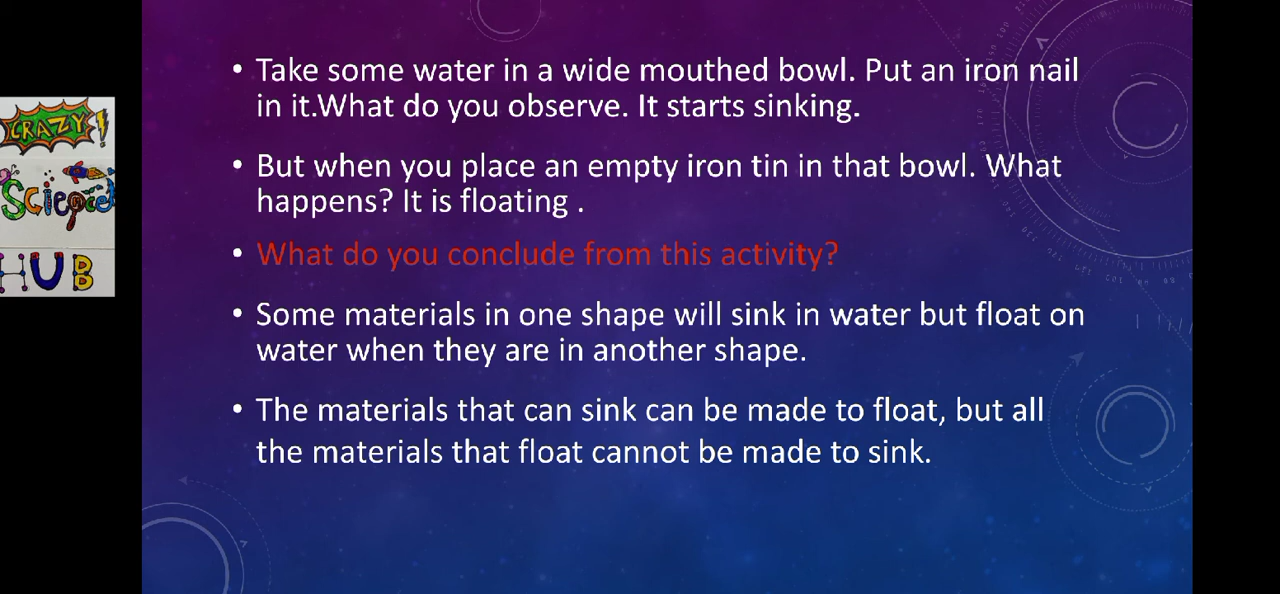 • Take some water in a wide mouthed bowl. Put an iron nail
in it.What do you observe. It starts sinking.
• But when you place an empty iron tin in that bowl. What
happens? It is floating .
• What do you conclude from this activity?
• Some materials in one shape will sink in water but float on
water when they are in another shape.
• The materials that can sink can be made to float, but all
the materials that float cannot be made to sink.
CRAZY!
Science
HUB